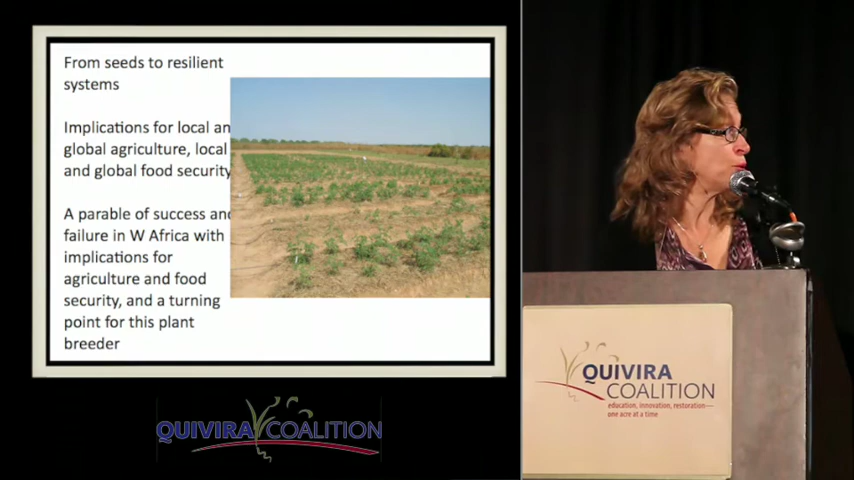 From seeds to resilient
systems
Implications for local an
global agriculture, local
and global food security
A parable of success and
failure in W Africa with
implications for
agriculture and food
security, and a turning
point for this plant
breeder
QUIVIRA COALITION
QUIVIRA
COALITION
education, innovation, restoration—
one acre at a time